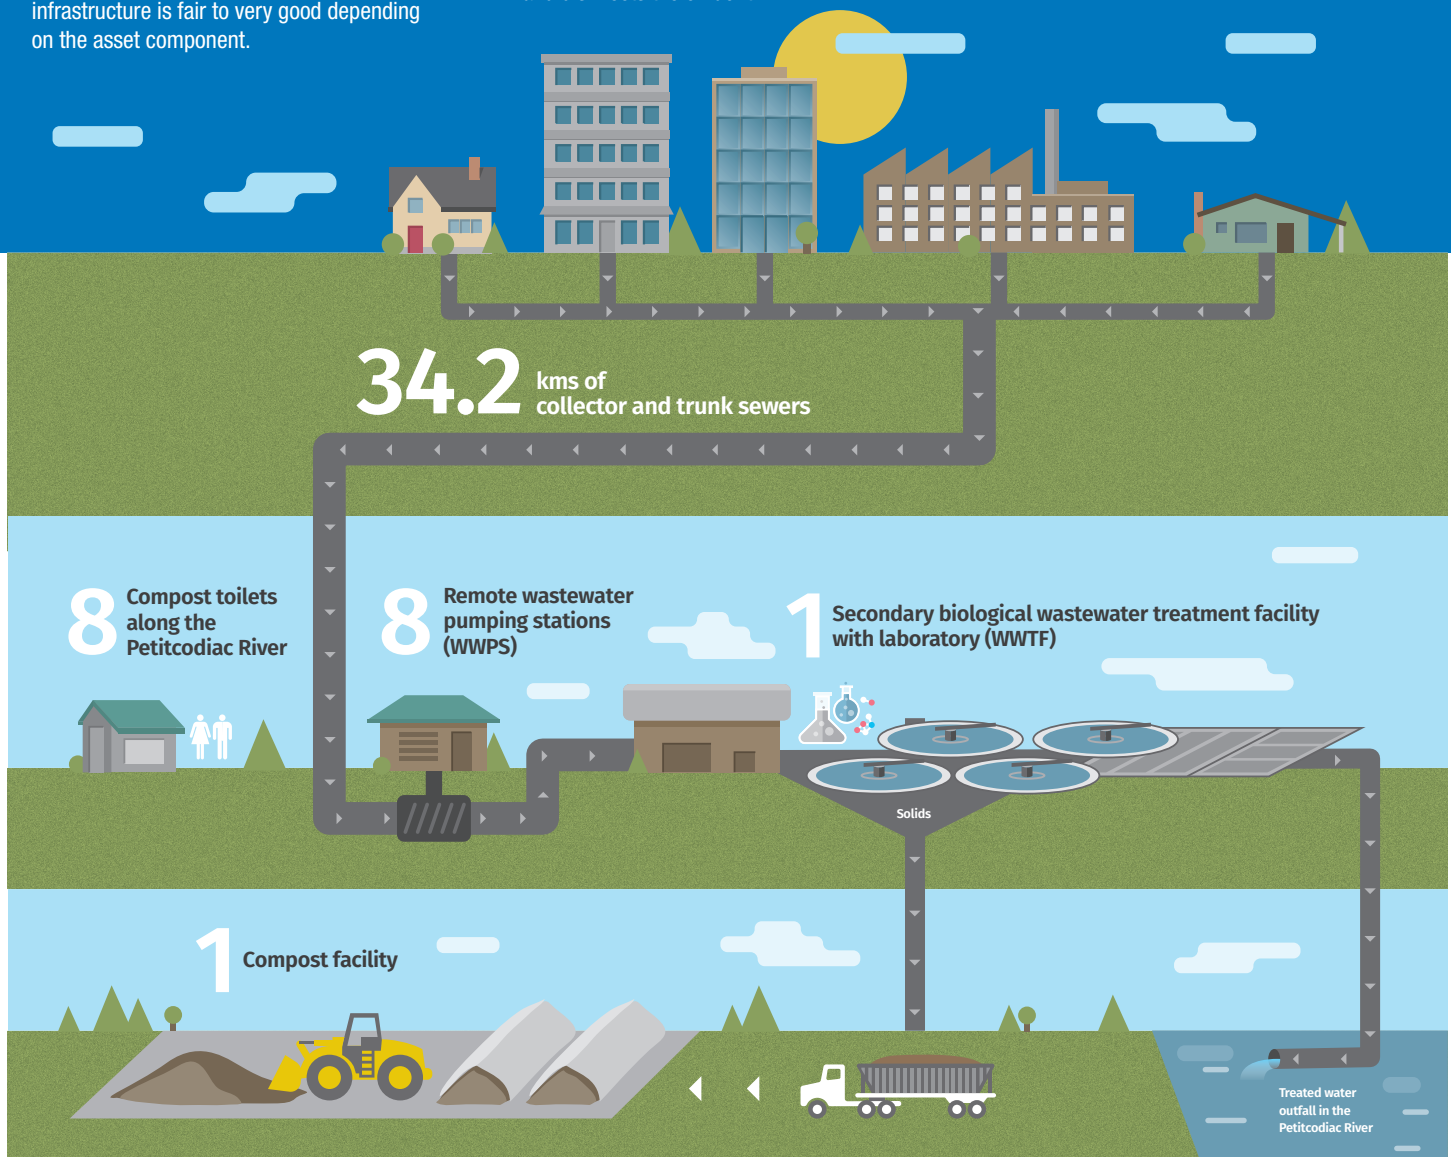 infrastructure is fair to very good depending
on the asset component.
34.2
kms of
collector and trunk sewers
8
Compost toilets
along the
Petitcodiac River
8
Remote wastewater
pumping stations
(WWPS)
1
Secondary biological wastewater treatment facility
with laboratory (WWTF)
Solids
1
Compost facility
Treated water
outfall in the
Petitcodiac River